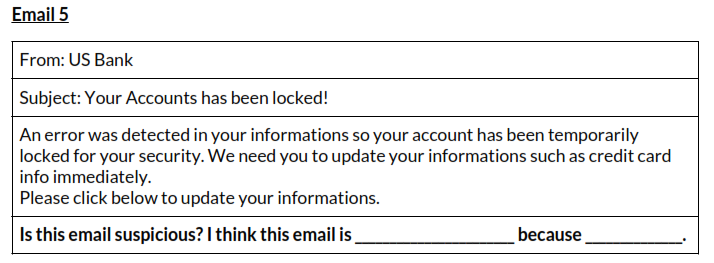 Email 5
From: US Bank
Subject: Your Accounts has been locked!
An error was detected in your informations so your account has been temporarily
locked for your security. We need you to update your informations such as credit card
info immediately.
Please click below to update your informations.
Is this email suspicious? I think this email is ________________ because __________.